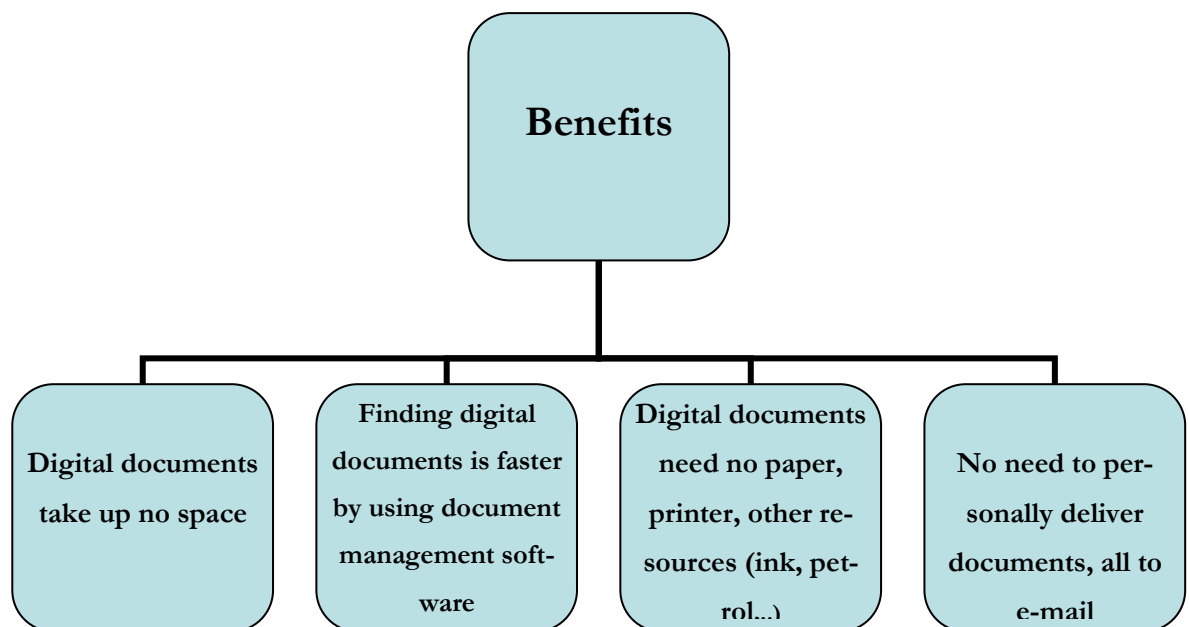 Benefits
Digital documents
take up no space
Finding digital
documents is faster
by using document
management soft-
ware
Digital documents
need no paper,
printer, other re-
sources (ink, pet-
rol...)
No need to per-
sonally deliver
documents, all to
e-mail